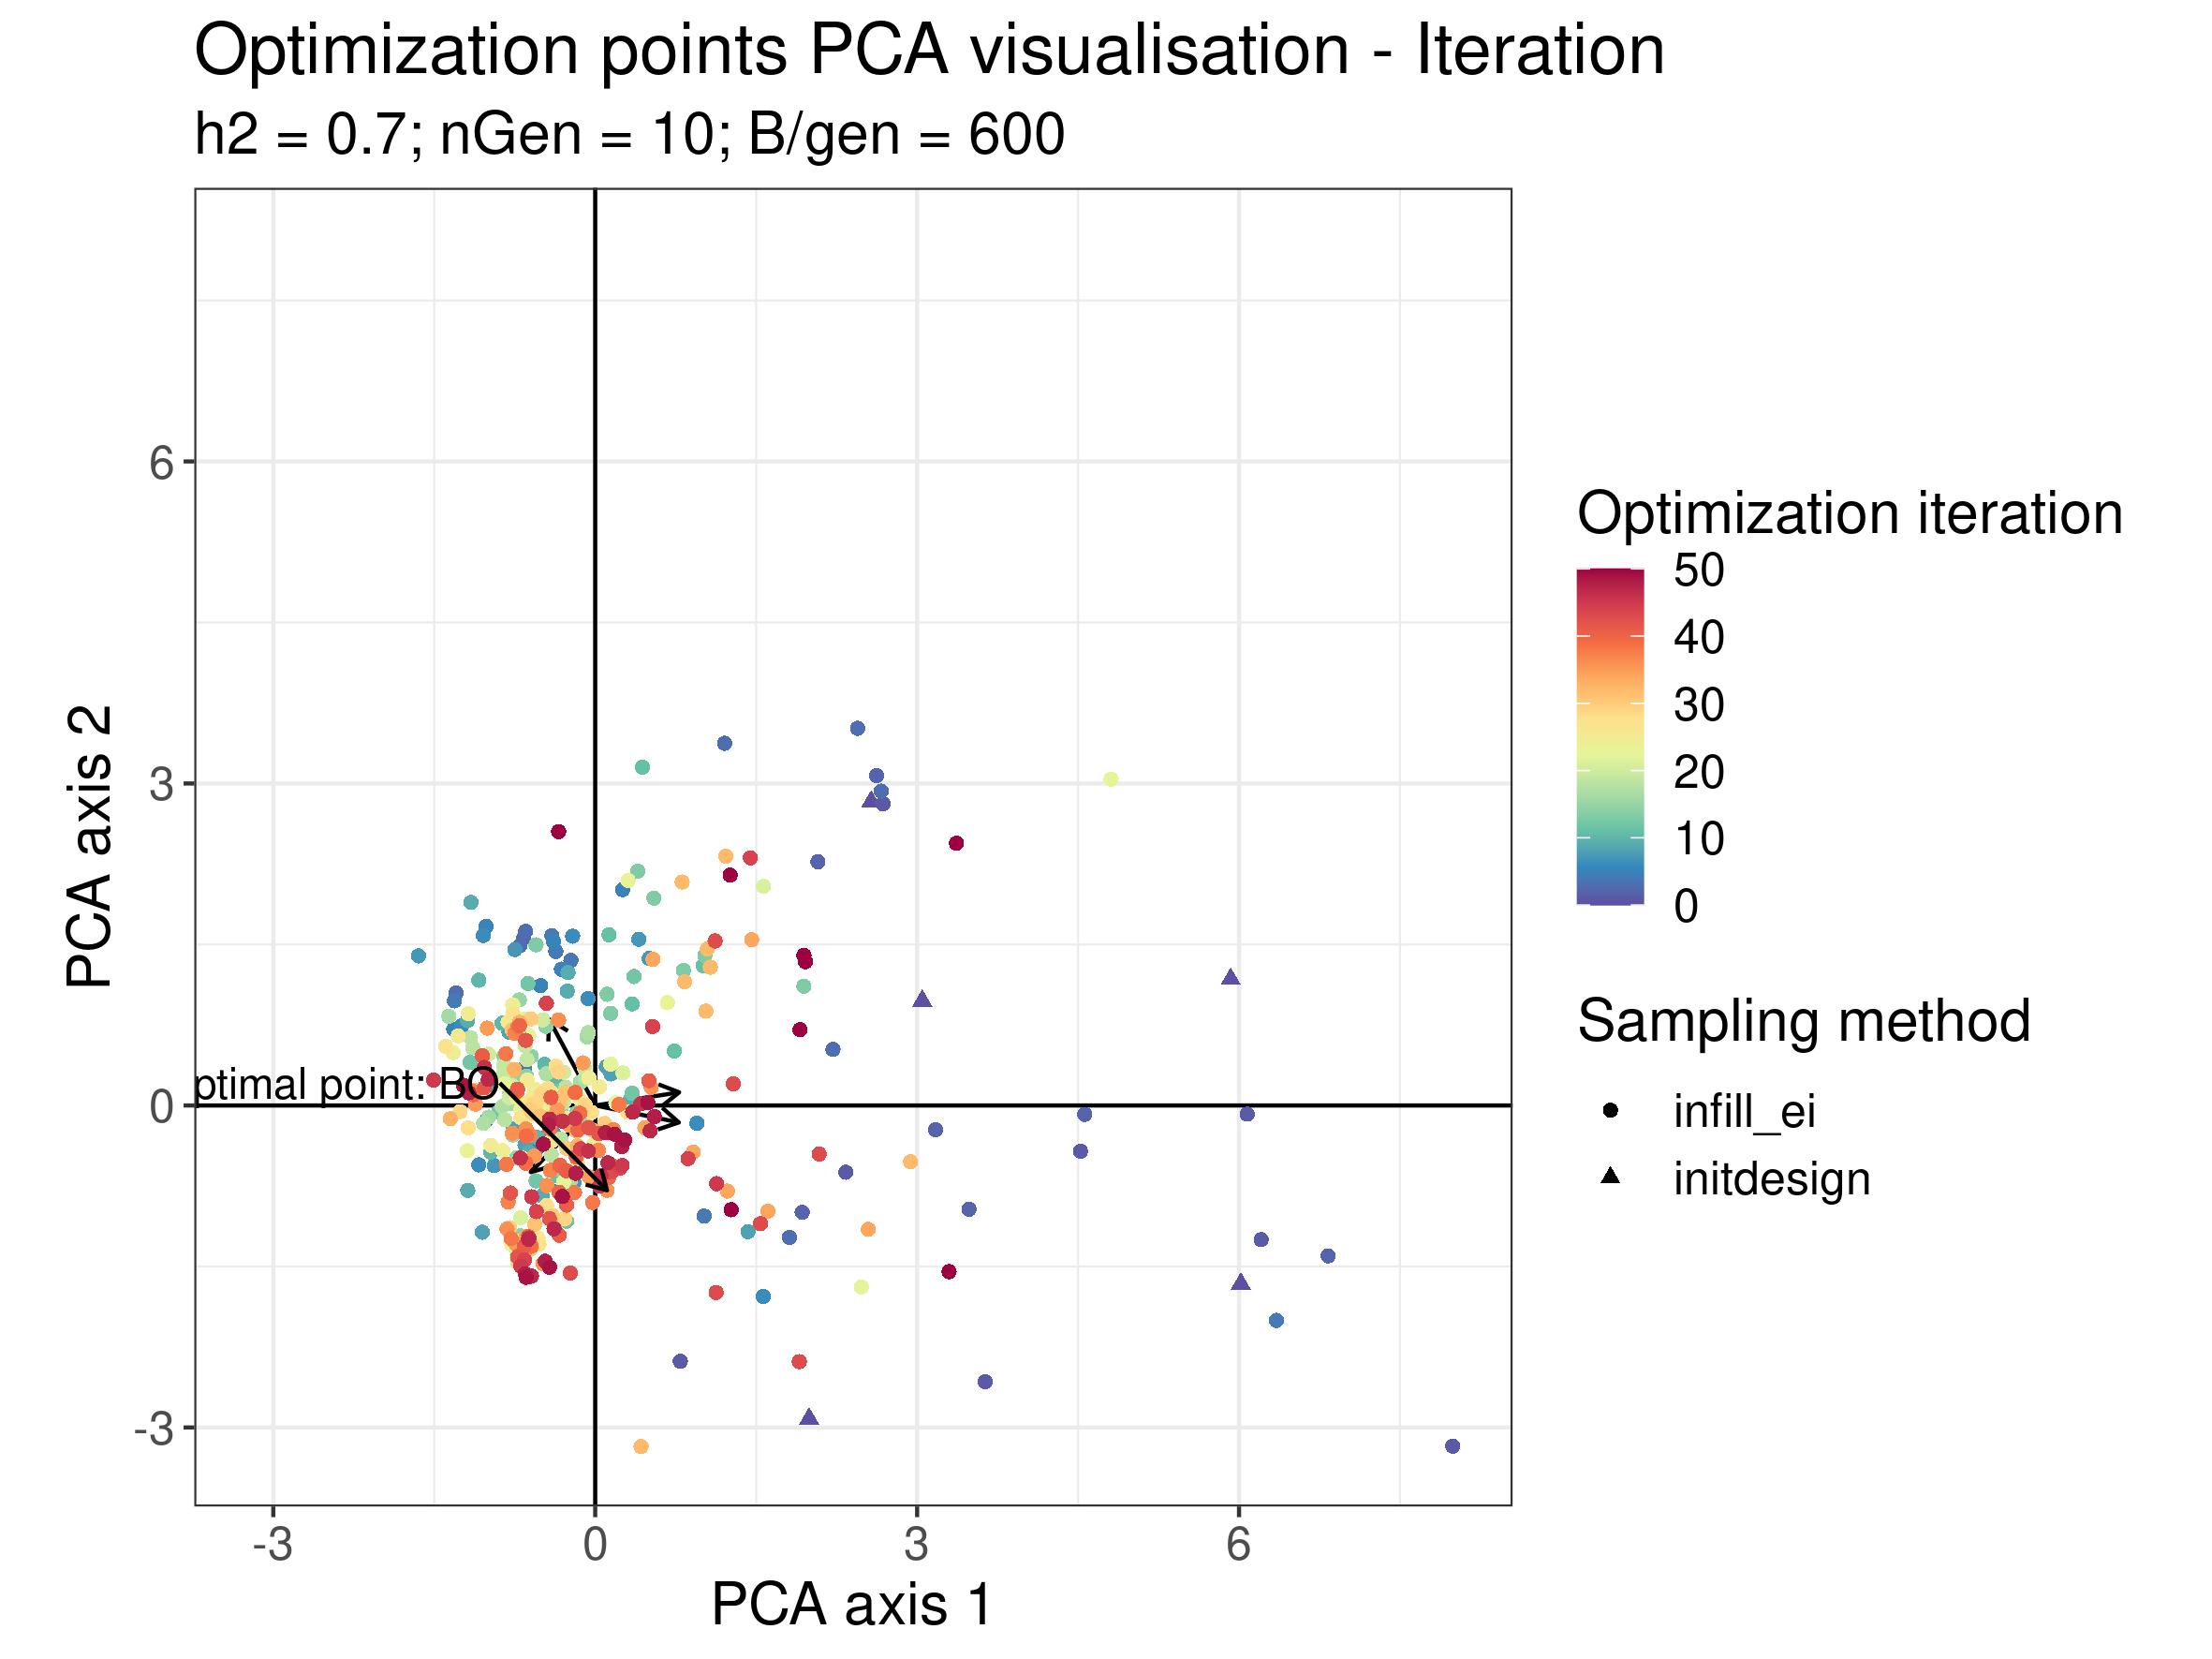 Optimization points PCA visualisation - Iteration
h2 = 0.7; nGen = 10; B/gen = 600
PCA axis 2
6
3
0
-3
ptimal point: BO
-3
0
3
6
PCA axis 1
Optimization iteration
50
40
30
20
10
0
Sampling method
infill_ei
initdesign